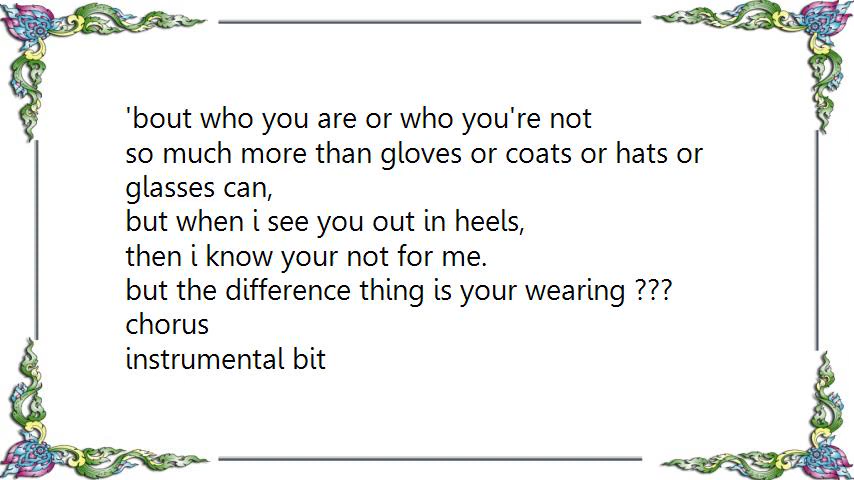 'bout who you are or who you're not
so much more than gloves or coats or hats or
glasses can,
but when i see you out in heels,
then i know your not for me.
but the difference thing is your wearing ???
chorus
instrumental bit